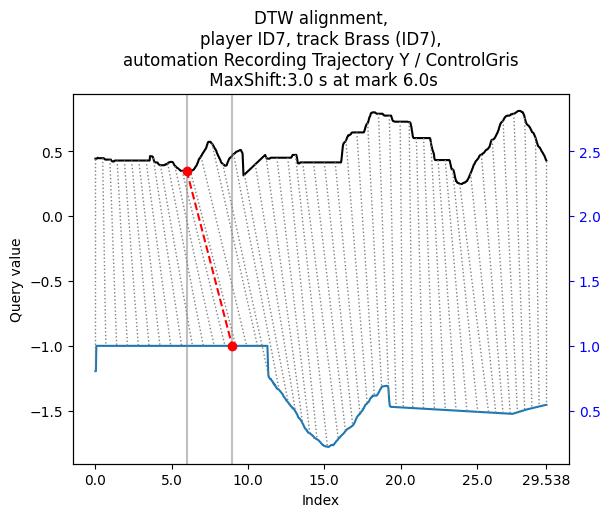 DTW alignment,
player ID7, track Brass (ID7),
automation Recording Trajectory Y / ControlGris
MaxShift:3.0 s at mark 6.0s
Query value
0.5
0.0
−0.5
−1.0
−1.5
2.5
2.0
1.5
1.0
0.5
0.0
5.0
10.0
15.0
20.0
25.0
29.538
Index